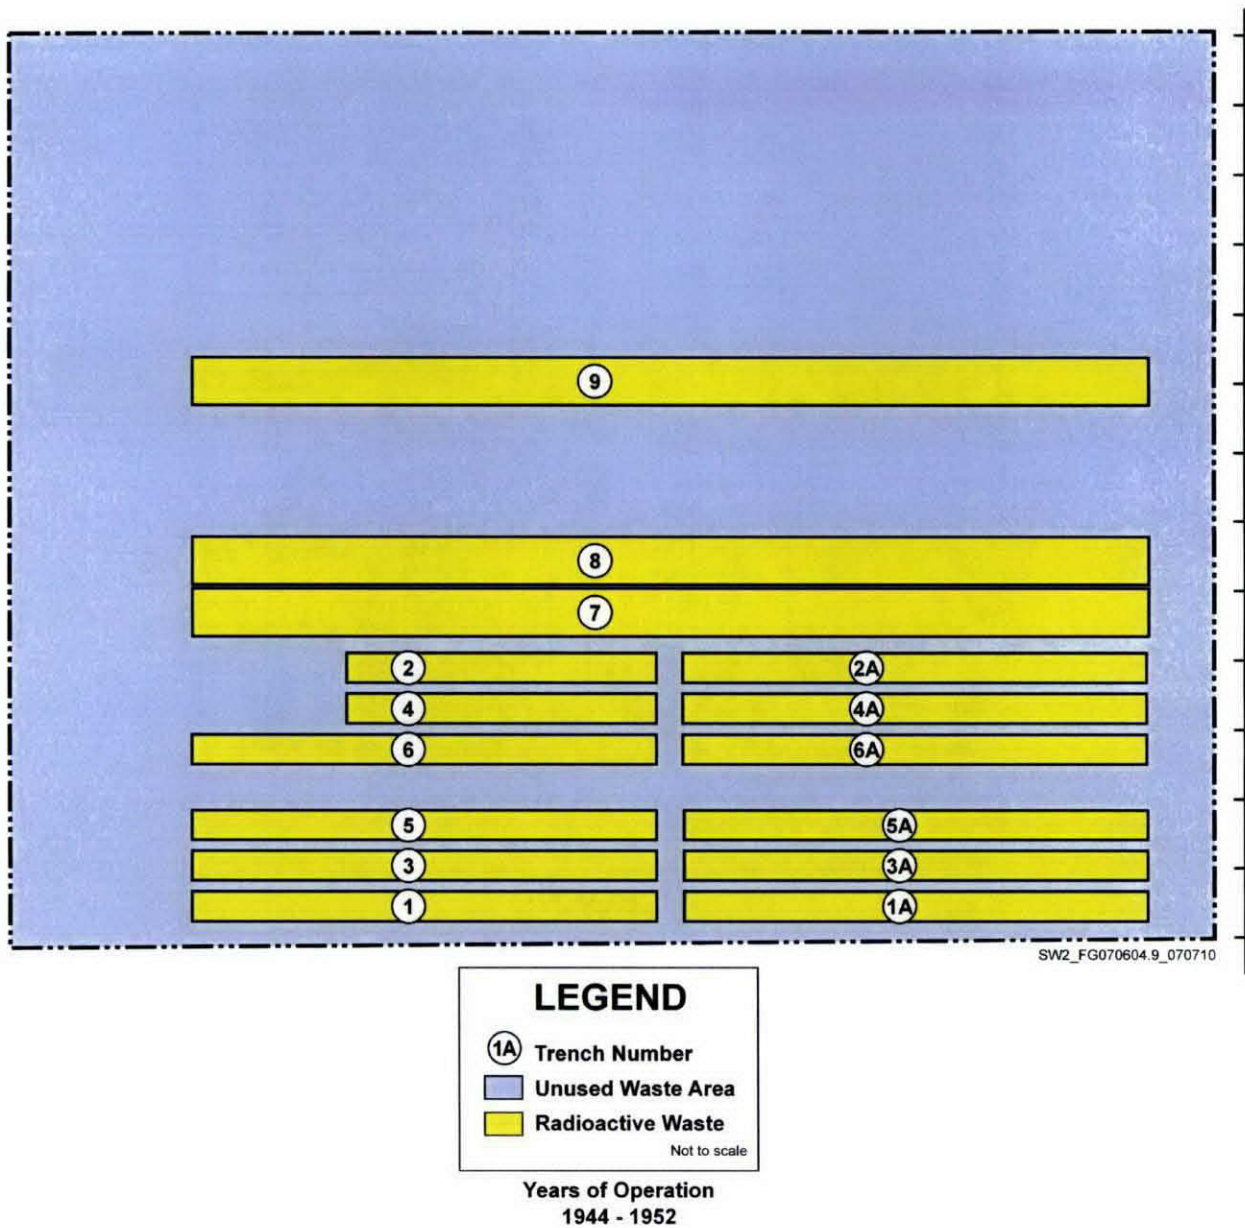 9
8
7
2 2A
4 4A
6 6A
5 5A
3 3A
1 1A
SW2_FG070604.9_070710
LEGEND
1A Trench Number
Unused Waste Area
Radioactive Waste
Not to scale
Years of Operation
1944 - 1952